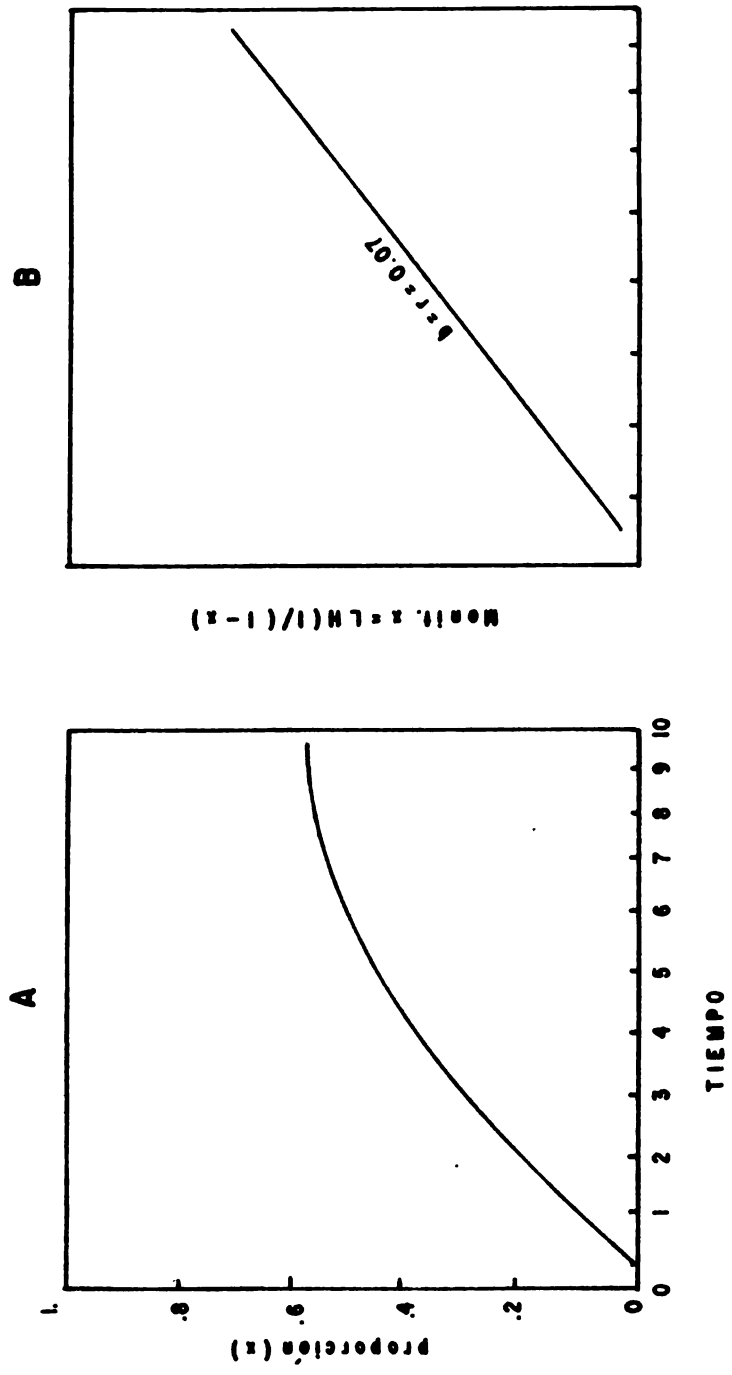 A
proporción (x)
1.
.8
.6
.4
.2
0
0 1 2 3 4 5 6 7 8 9 10
TIEMPO
B
Monit. x = LN(1/(1-x)
b = r = 0.07